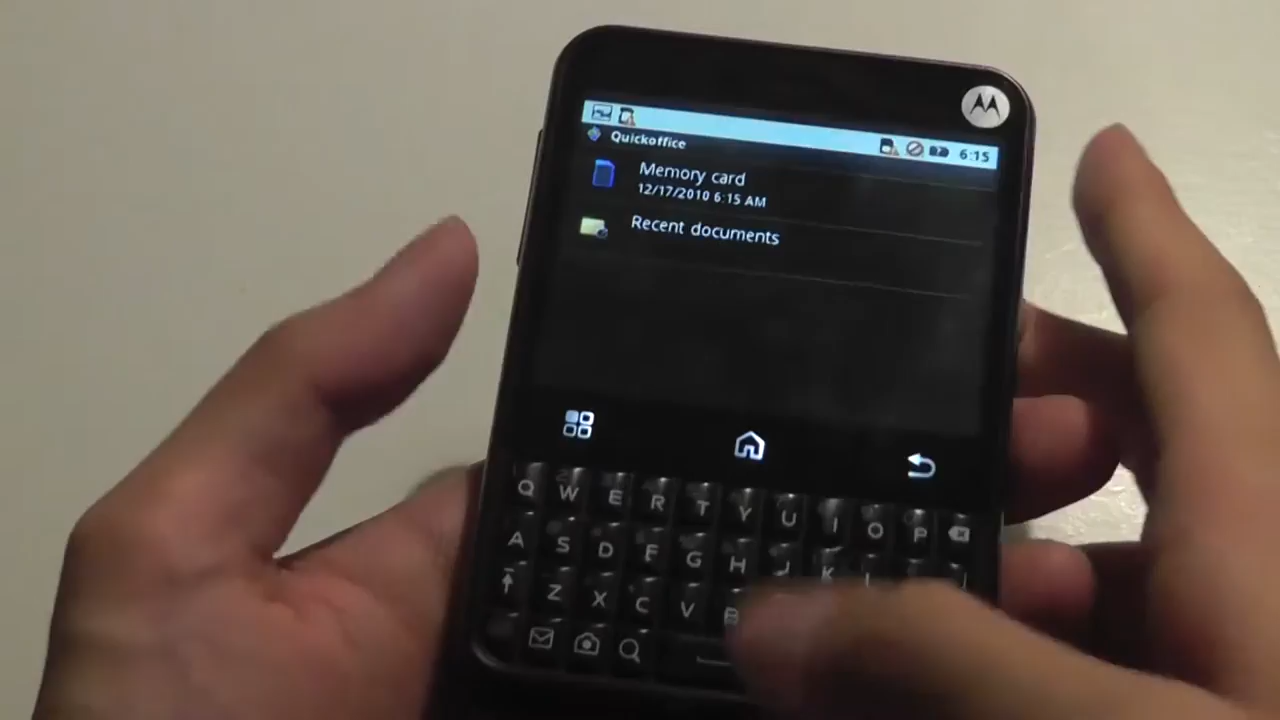 6:15
Quickoffice
Memory card
12/17/2010 6:15 AM
Recent documents
Q W E R T Y U I O P
A S D F G H J K L
Z X C V B